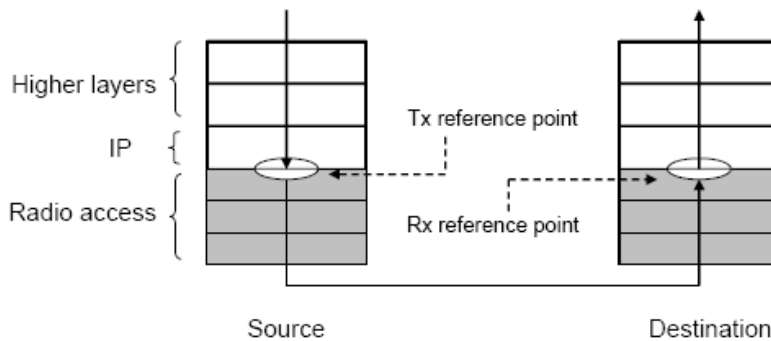 Higher layers
IP
Radio access
Tx reference point
Rx reference point
Source
Destination